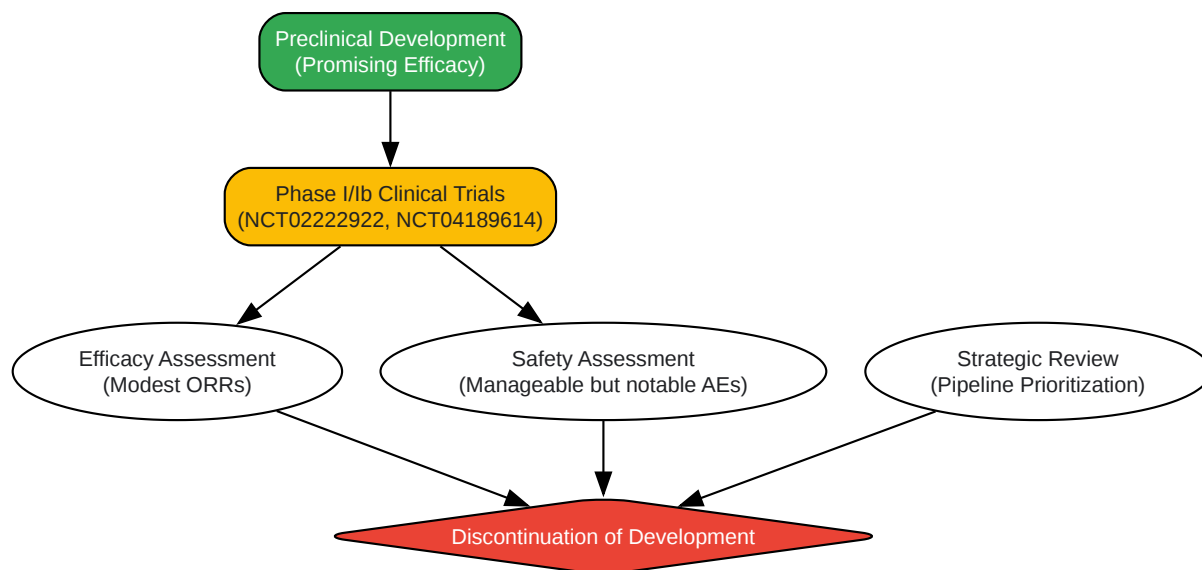 Preclinical Development
(Promising Efficacy)
Phase I/Ib Clinical Trials
(NCT02222922, NCT04189614)
Efficacy Assessment
(Modest ORRs)
Safety Assessment
(Manageable but notable AEs)
Strategic Review
(Pipeline Prioritization)
Discontinuation of Development